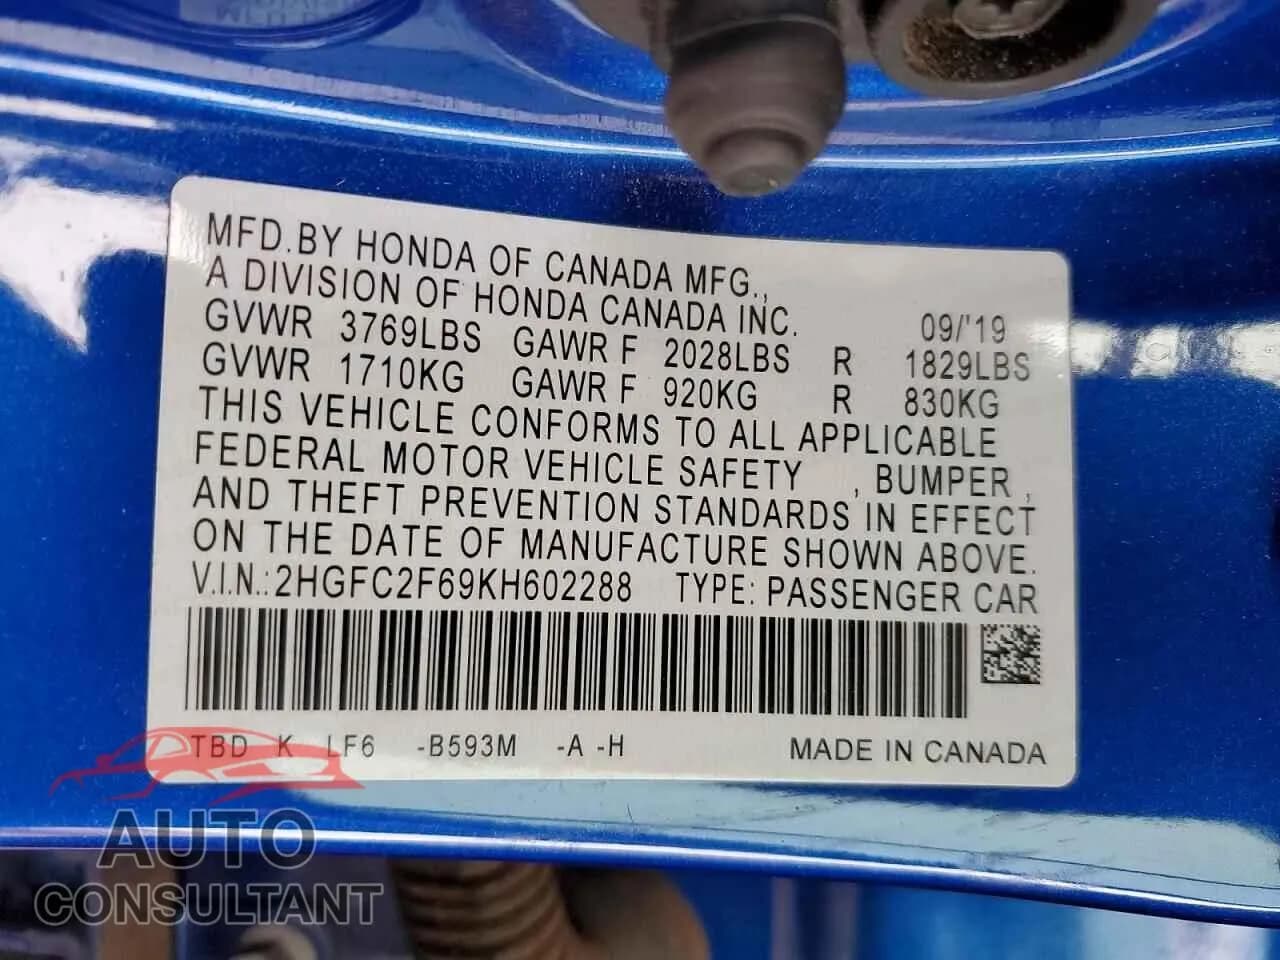 MFD.BY HONDA OF CANADA MFG.,
A DIVISION OF HONDA CANADA INC. 09/'19
GVWR 3769LBS GAWR F 2028LBS R 1829LBS
GVWR 1710KG GAWR F 920KG R 830KG
THIS VEHICLE CONFORMS TO ALL APPLICABLE
FEDERAL MOTOR VEHICLE SAFETY , BUMPER ,
AND THEFT PREVENTION STANDARDS IN EFFECT
ON THE DATE OF MANUFACTURE SHOWN ABOVE.
V.I.N.:2HGFC2F69KH602288 TYPE: PASSENGER CAR
TBD K LF6 -B593M -A -H MADE IN CANADA
AUTO
CONSULTANT